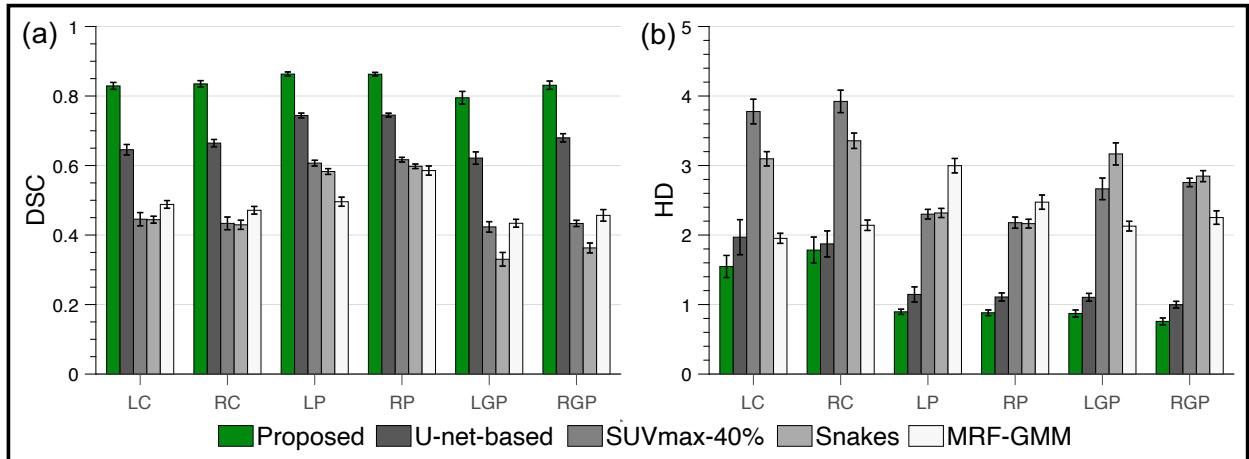 (a)
DSC
1
0.8
0.6
0.4
0.2
0
LC RC LP RP LGP RGP
(b)
HD
5
4
3
2
1
0
LC RC LP RP LGP RGP
Proposed U-net-based SUVmax-40% Snakes MRF-GMM